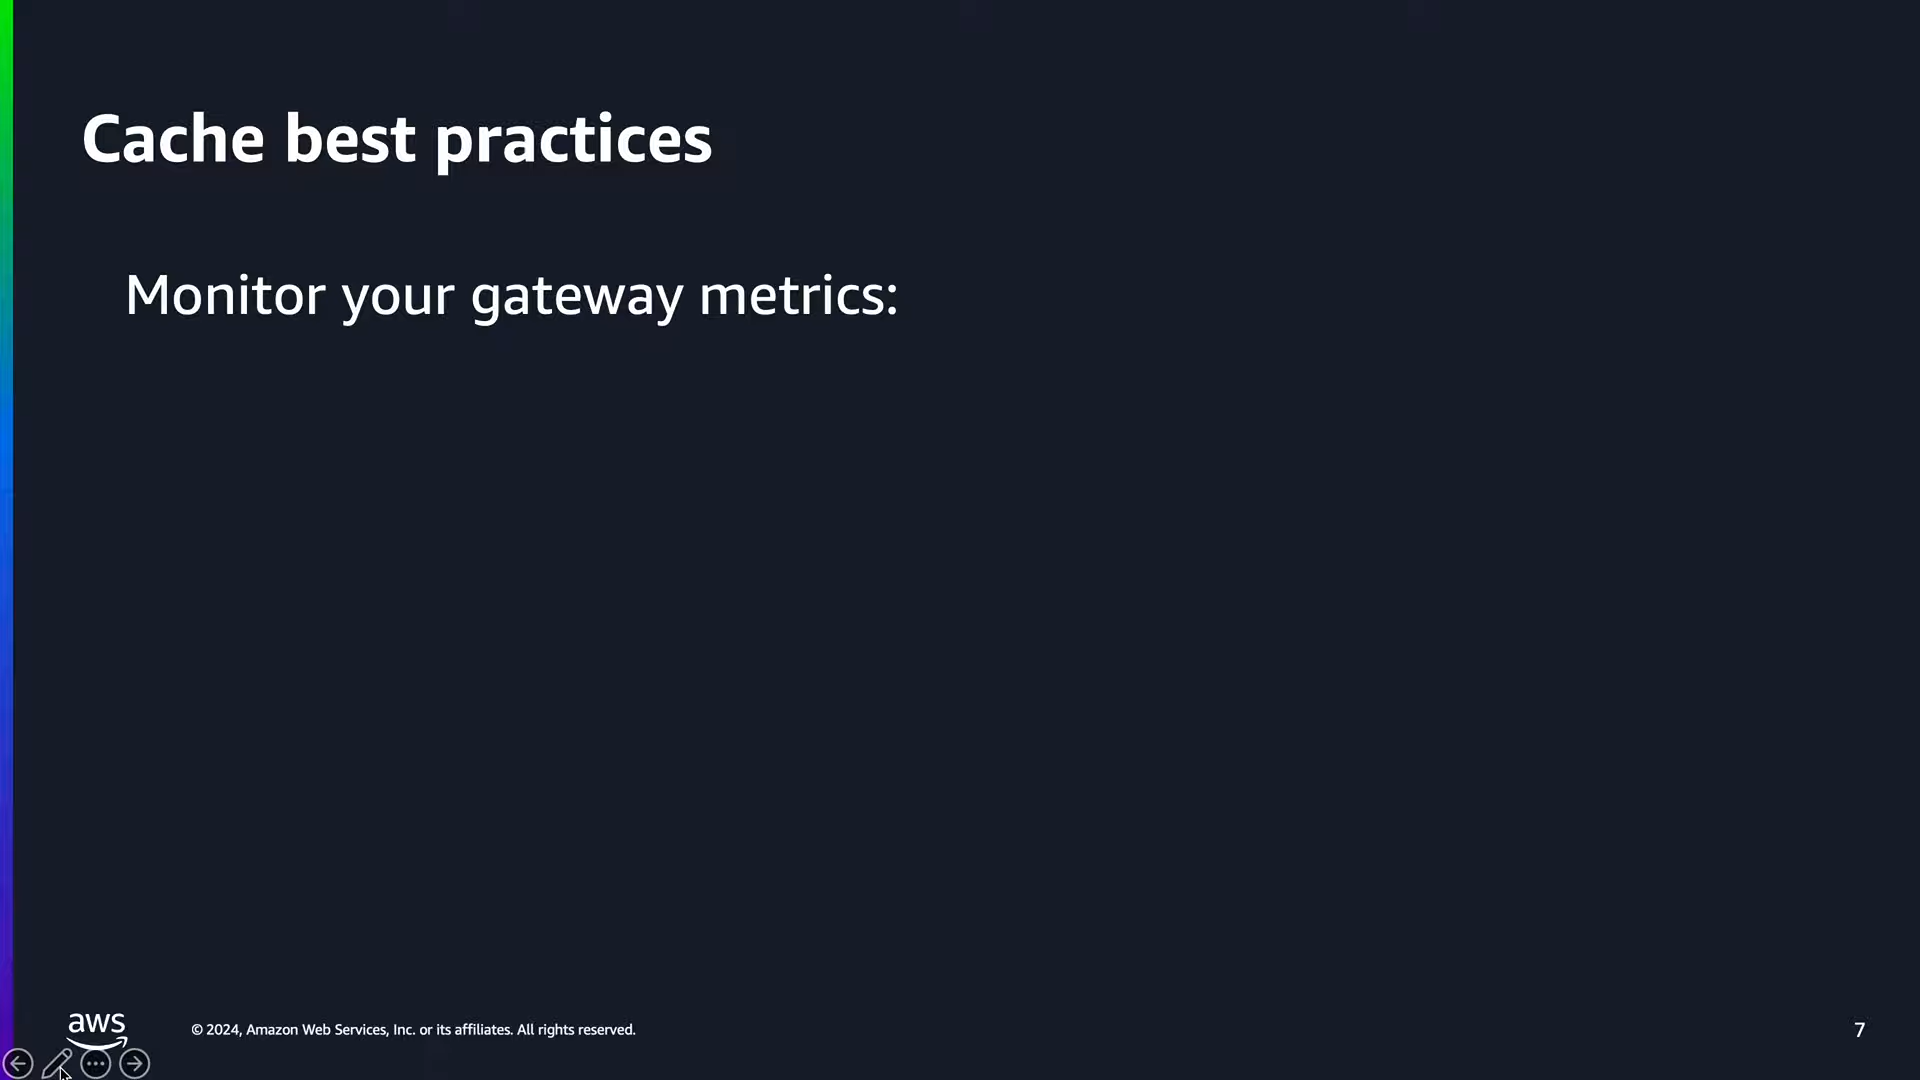 Cache best practices
Monitor your gateway metrics:
aws
© 2024, Amazon Web Services, Inc. or its affiliates. All rights reserved.
7